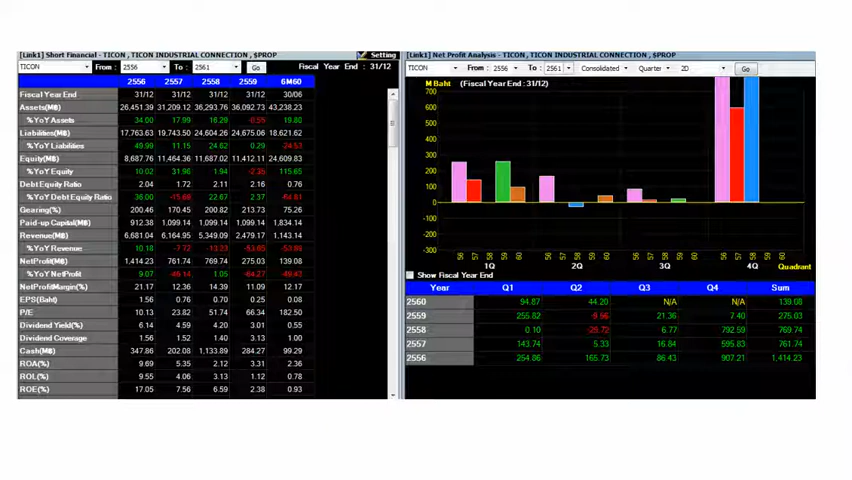 [Link1] Short Financial - TICON , TICON INDUSTRIAL CONNECTION , $PROP Setting
TICON From : 2556 To : 2561 Go Fiscal Year End : 31/12
2556 2557 2558 2559 6M60
Fiscal Year End 31/12 31/12 31/12 31/12 30/06
Assets(M฿) 26,451.39 31,209.12 36,293.76 36,092.73 43,238.23
%YoY Assets 34.00 17.99 16.29 -0.55 19.80
Liabilities(M฿) 17,763.63 19,743.50 24,604.26 24,675.06 18,621.62
%YoY Liabilities 49.99 11.15 24.62 0.29 -24.53
Equity(M฿) 8,687.76 11,464.36 11,687.02 11,412.11 24,609.83
%YoY Equity 10.02 31.96 1.94 -2.35 115.65
Debt Equity Ratio 2.04 1.72 2.11 2.16 0.76
%YoY Debt Equity Ratio 36.00 -15.69 22.67 2.37 -64.81
Gearing(%) 200.46 170.45 200.82 213.73 75.26
Paid-up Capital(M฿) 912.38 1,099.14 1,099.14 1,099.14 1,834.14
Revenue(M฿) 6,681.04 6,164.95 5,349.09 2,479.17 1,143.14
%YoY Revenue 10.18 -7.72 -13.23 -53.65 -53.89
NetProfit(M฿) 1,414.23 761.74 769.74 275.03 139.08
%YoY NetProfit 9.07 -46.14 1.05 -64.27 -49.43
NetProfitMargin(%) 21.17 12.36 14.39 11.09 12.17
EPS(Baht) 1.56 0.76 0.70 0.25 0.08
P/E 10.13 23.82 51.74 66.34 182.50
Dividend Yield(%) 6.14 4.59 4.20 3.01 0.55
Dividend Coverage 1.56 1.52 1.40 3.13 1.00
Cash(M฿) 347.86 202.08 1,133.89 284.27 99.29
ROA(%) 9.69 5.35 2.12 3.31 2.36
ROL(%) 9.55 4.06 3.13 1.12 0.78
ROE(%) 17.05 7.56 6.59 2.38 0.93
[Link1] Net Profit Analysis - TICON , TICON INDUSTRIAL CONNECTION , $PROP
TICON From : 2556 To : 2561 Consolidated Quarter 2D Go
M Baht (Fiscal Year End : 31/12)
700
600
500
400
300
200
100
0
-100
-200
-300
56 57 58 59 60 56 57 58 59 60 56 57 58 59 60 56 57 58 59 60
1Q 2Q 3Q 4Q Quadrant
Show Fiscal Year End
Year Q1 Q2 Q3 Q4 Sum
2560 94.87 44.20 N/A N/A 139.08
2559 255.82 -9.56 21.36 7.40 275.03
2558 0.10 -29.72 6.77 792.59 769.74
2557 143.74 5.33 16.84 595.83 761.74
2556 254.86 165.73 86.43 907.21 1,414.23